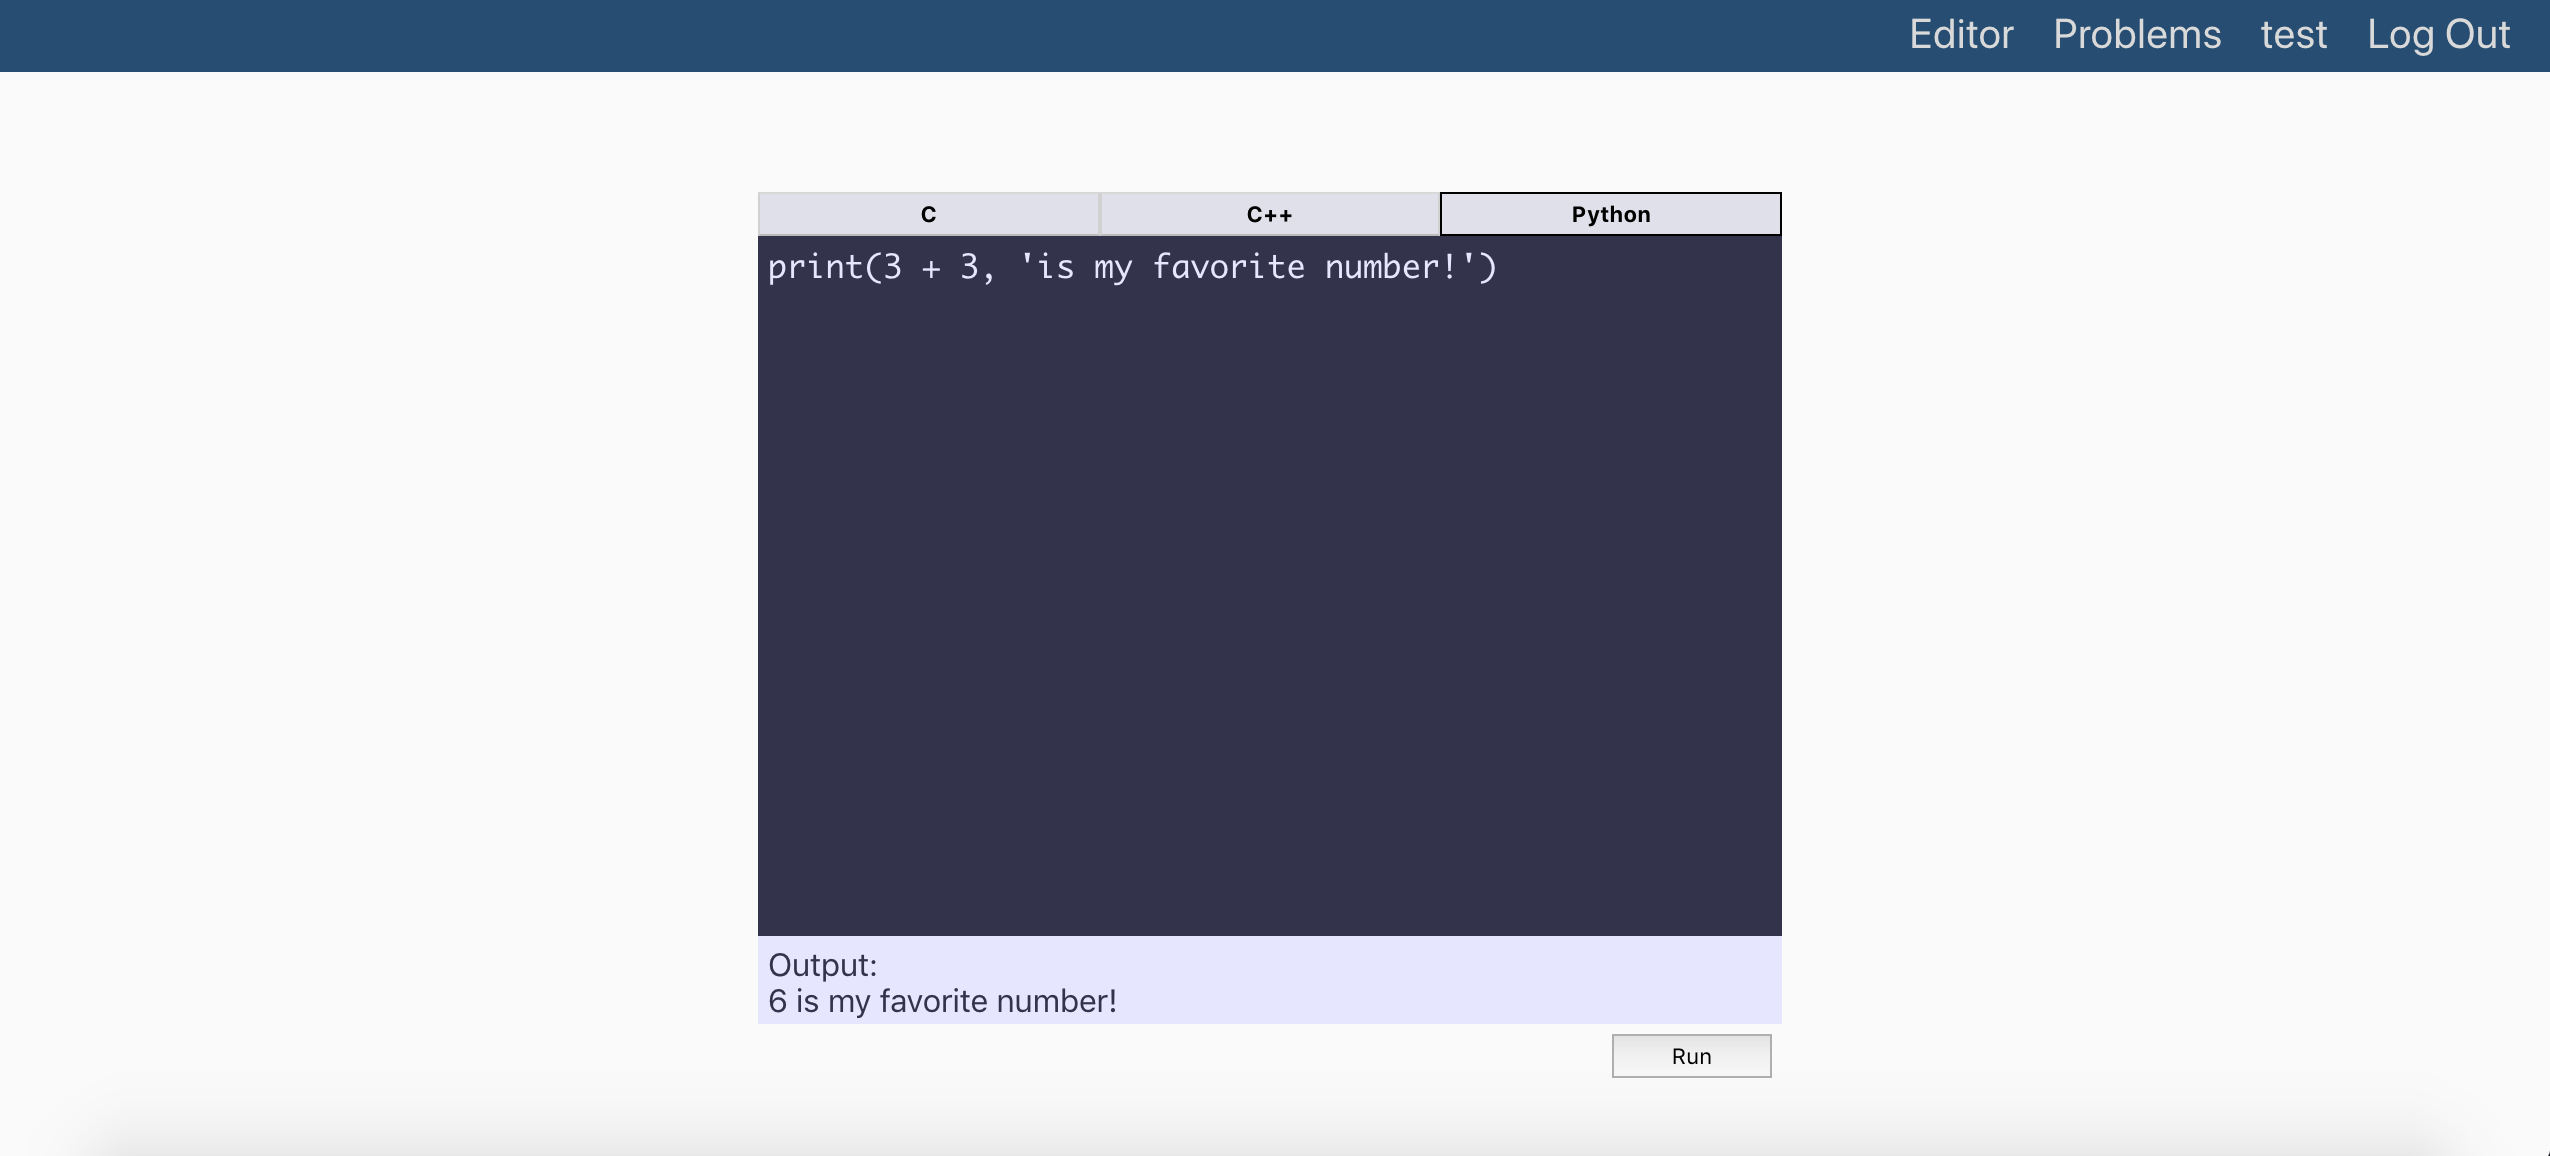 Editor Problems test Log Out
C C++ Python
print(3 + 3, 'is my favorite number!')
Output:
6 is my favorite number!
Run